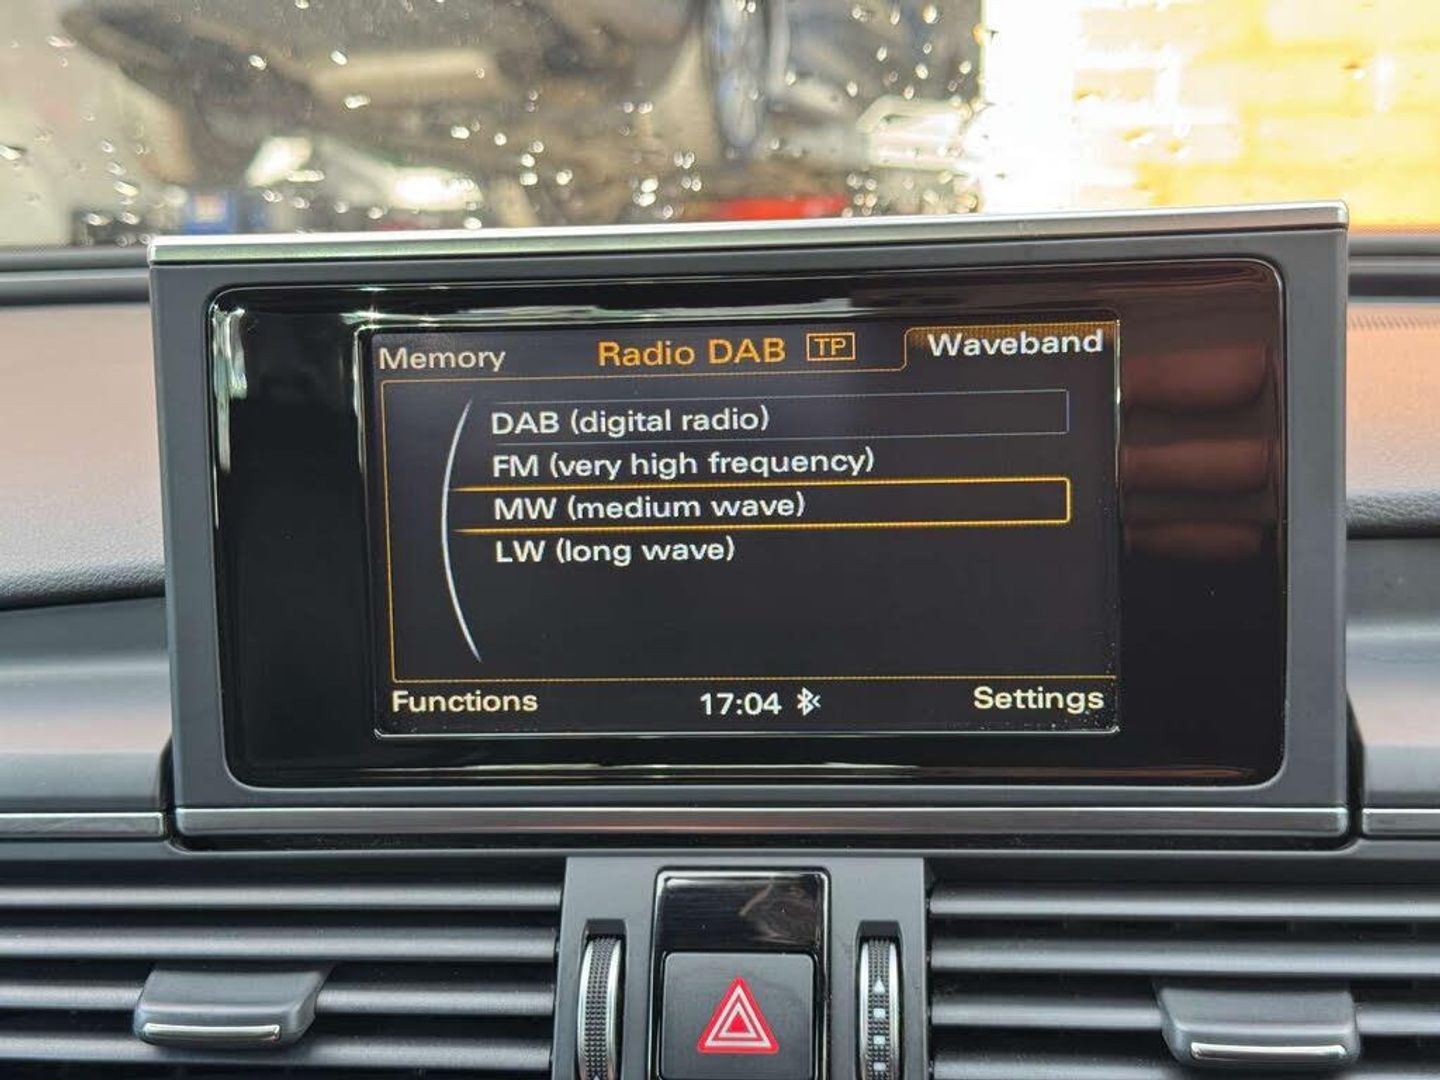 Memory
Radio DAB TP
Waveband
DAB (digital radio)
FM (very high frequency)
MW (medium wave)
LW (long wave)
Functions
17:04
Settings